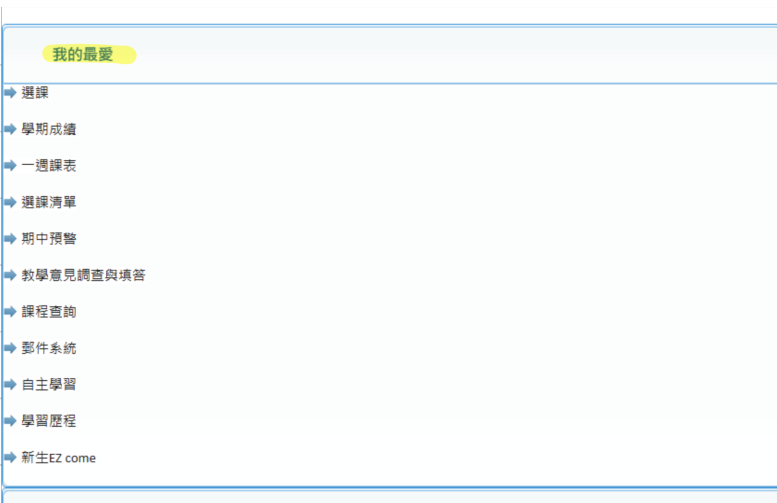 我的最愛
選課
學期成績
一週課表
選課清單
期中預警
教學意見調查與填答
課程查詢
郵件系統
自主學習
學習歷程
新生EZ come